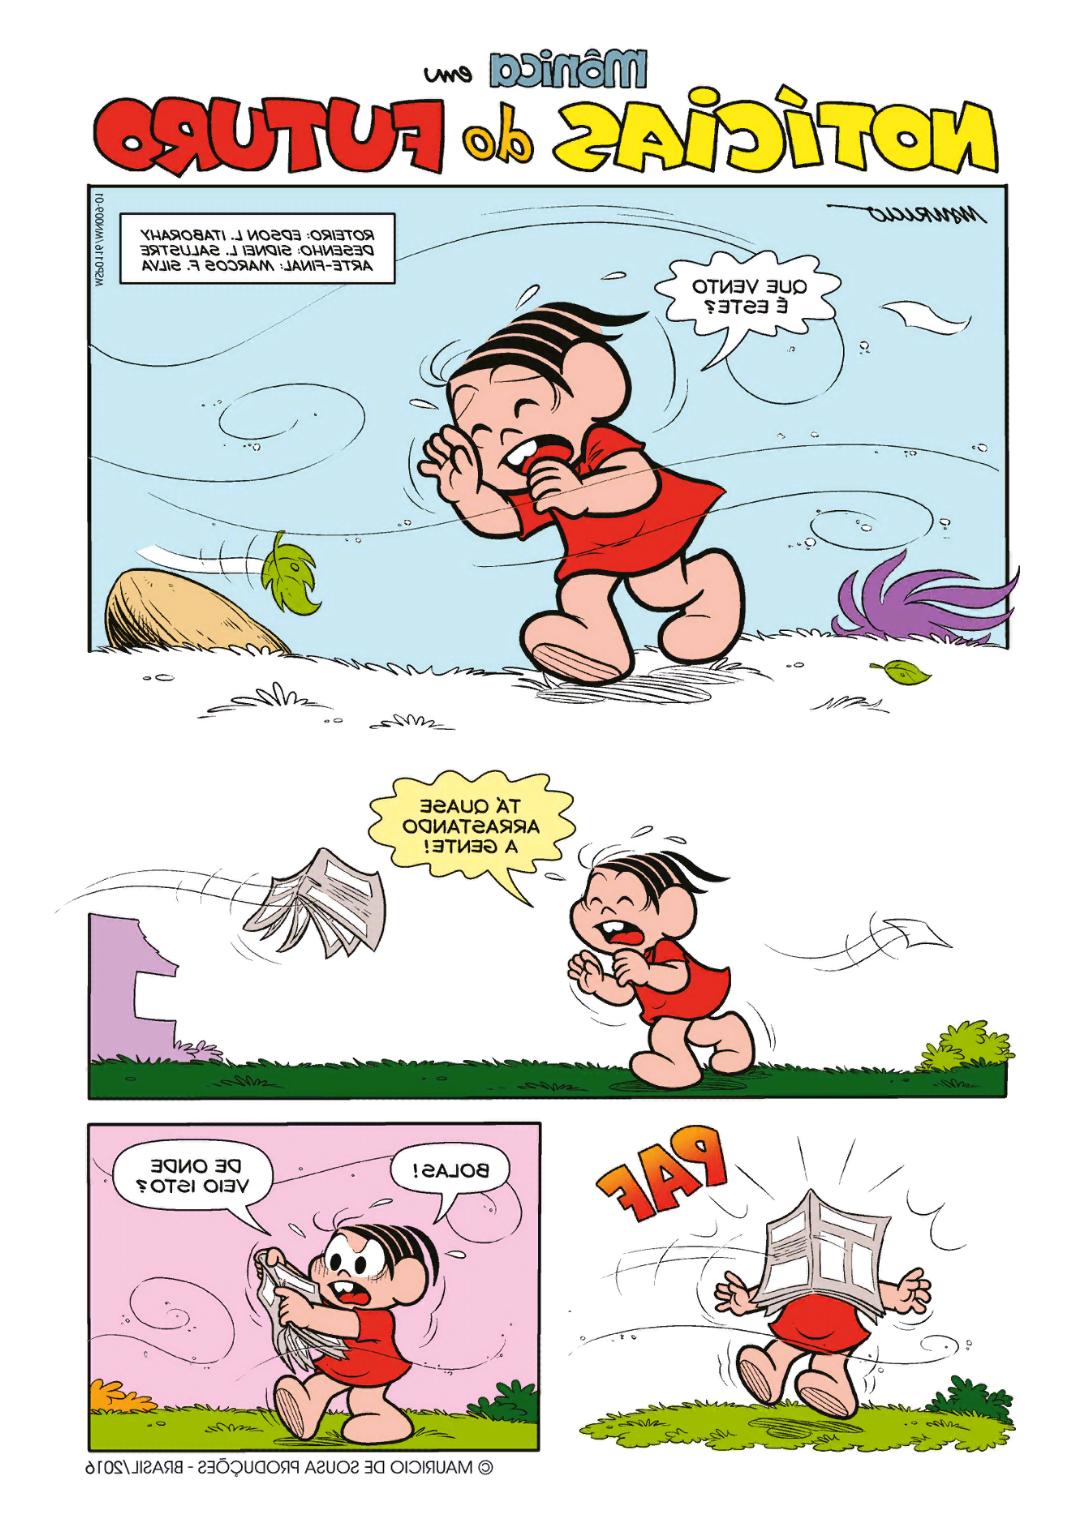 Mônica em
NOTÍCIAS do FUTURO
MAURICIO
ROTEIRO: EDSON L. ITABORAHY
DESENHO: SIDNEI L. SALUSTRE
ARTE-FINAL: MARCOS F. SILVA
QUE VENTO
É ESTE?
TÁ QUASE
ARRASTANDO
A GENTE!
PAF
BOLAS!
DE ONDE
VEIO ISTO?
© MAURICIO DE SOUSA PRODUÇÕES - BRASIL/2016